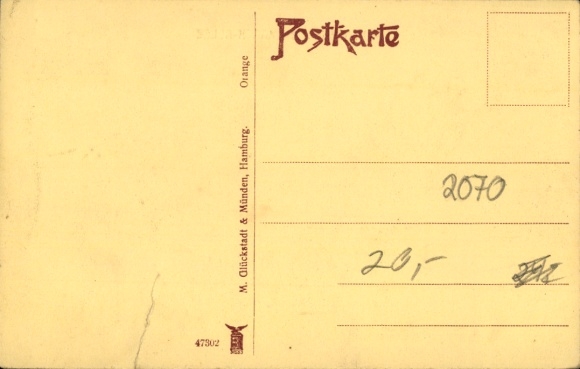 Postkarte
M. Glückstadt & Münden, Hamburg. Orange
47302
2070
20,-